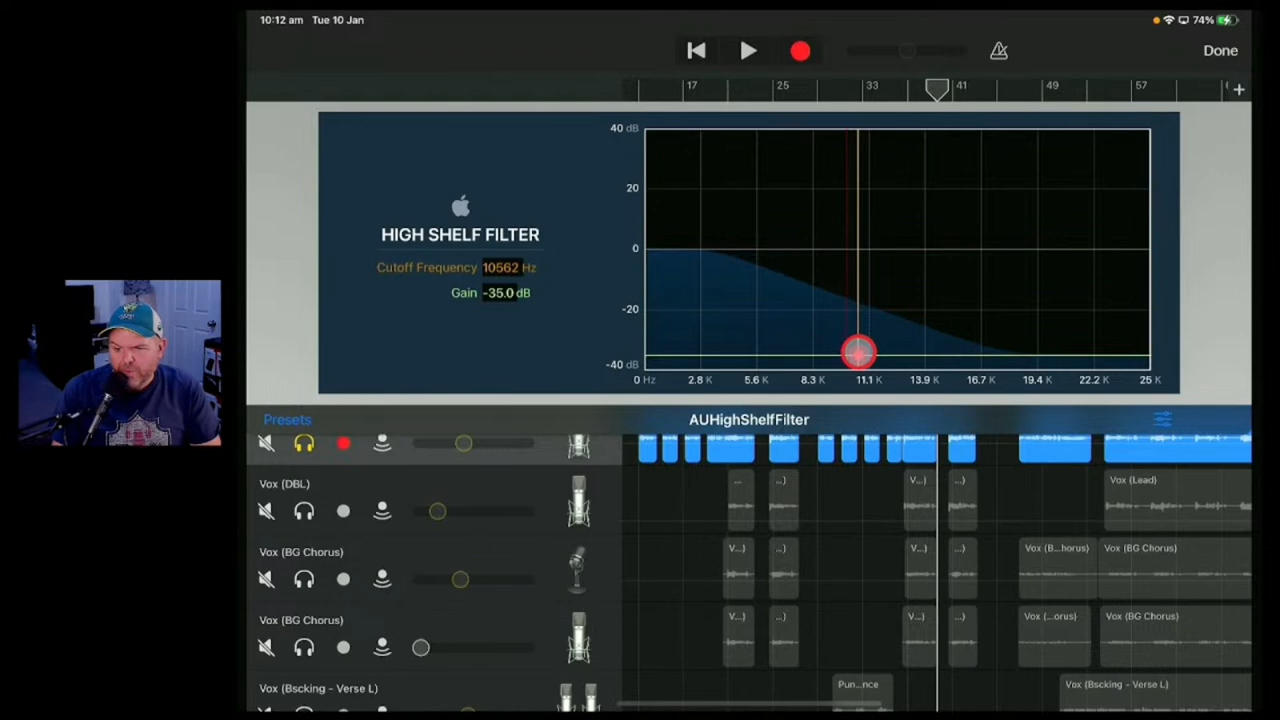 10:12 am Tue 10 Jan
74%
Done
17 25 33 41 49 57
HIGH SHELF FILTER
Cutoff Frequency 10562 Hz
Gain -35.0 dB
40 dB
20
0
-20
-40 dB
0 Hz 2.8 K 5.6 K 8.3 K 11.1 K 13.9 K 16.7 K 19.4 K 22.2 K 25 K
Presets
AUHighShelfFilter
Vox (DBL)
... ...) V...) ...) Vox (Lead)
Vox (BG Chorus)
V...) ...) V...) ...) Vox (B...horus) Vox (BG Chorus)
Vox (BG Chorus)
V...) ...) V...) ...) Vox (...orus) Vox (BG Chorus)
Vox (Bscking - Verse L)
Pun...nce Vox (Bscking - Verse L)